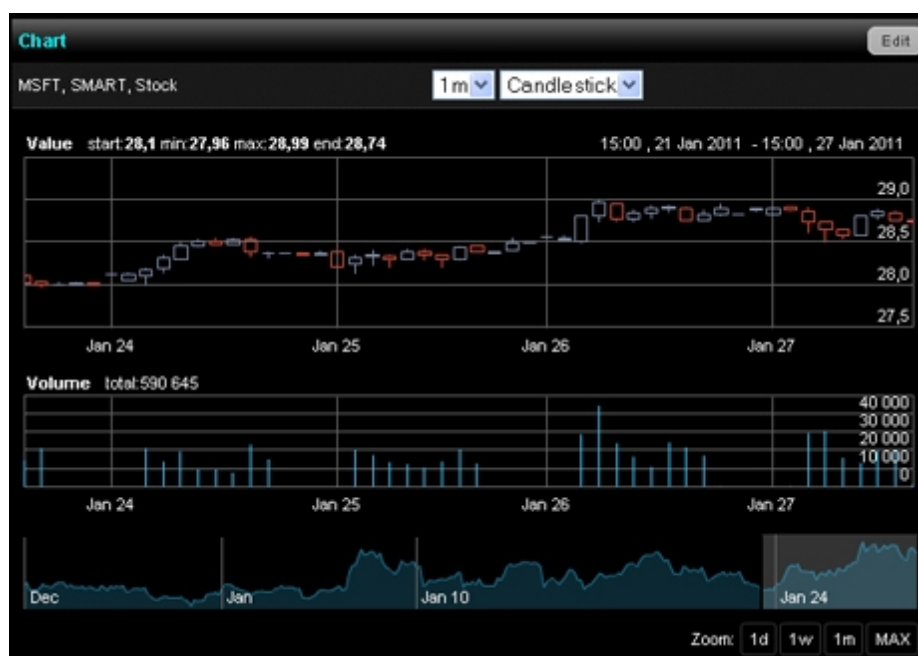 Chart Edit
MSFT, SMART, Stock 1m Candlestick
Value start:28,1 min:27,96 max:28,99 end:28,74 15:00 , 21 Jan 2011 - 15:00 , 27 Jan 2011
29,0
28,5
28,0
27,5
Jan 24 Jan 25 Jan 26 Jan 27
Volume total:590 645
40 000
30 000
20 000
10 000
0
Jan 24 Jan 25 Jan 26 Jan 27
Dec Jan Jan 10 Jan 24
Zoom: 1d 1w 1m MAX